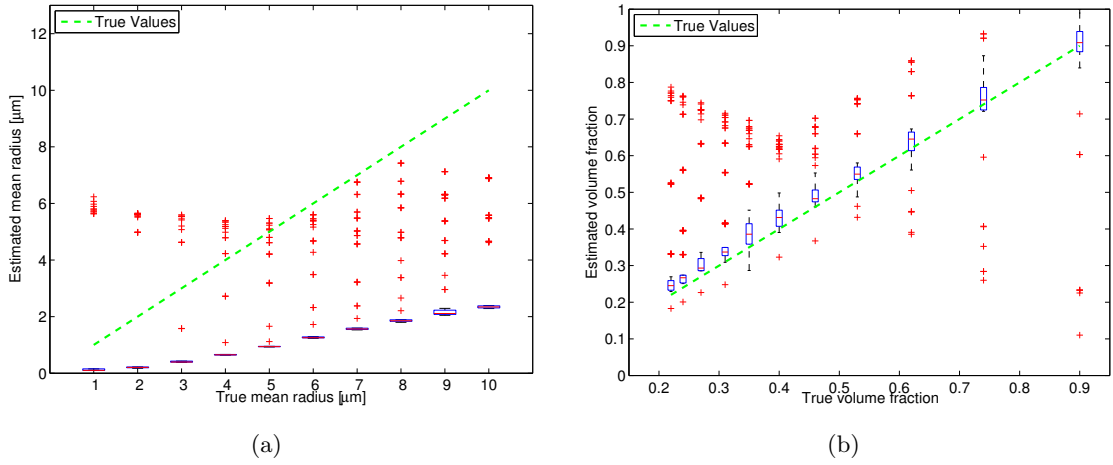 True Values
12
10
8
6
4
2
0
Estimated mean radius [μm]
1 2 3 4 5 6 7 8 9 10
True mean radius [μm]
(a)
True Values
1
0.9
0.8
0.7
0.6
0.5
0.4
0.3
0.2
0.1
0
Estimated volume fraction
0.2 0.3 0.4 0.5 0.6 0.7 0.8 0.9
True volume fraction
(b)